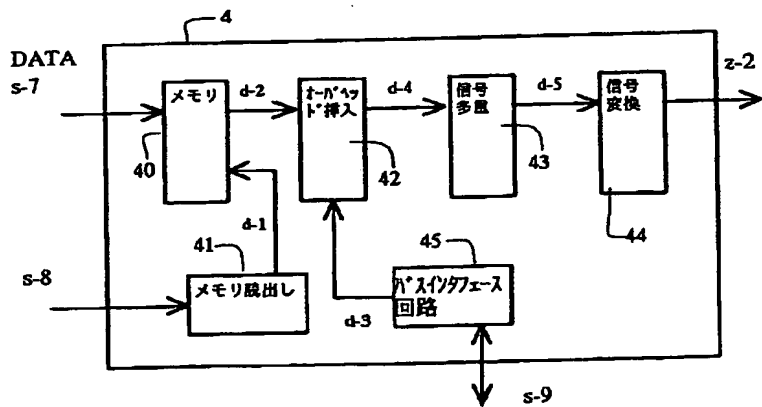 4
DATA
s-7
z-2
メモリ
d-2
オーバヘッ
ド挿入
d-4
信号
多重
d-5
信号
変換
40
42
43
44
d-1
41
45
s-8
メモリ読出し
バスインタフェース
回路
d-3
s-9